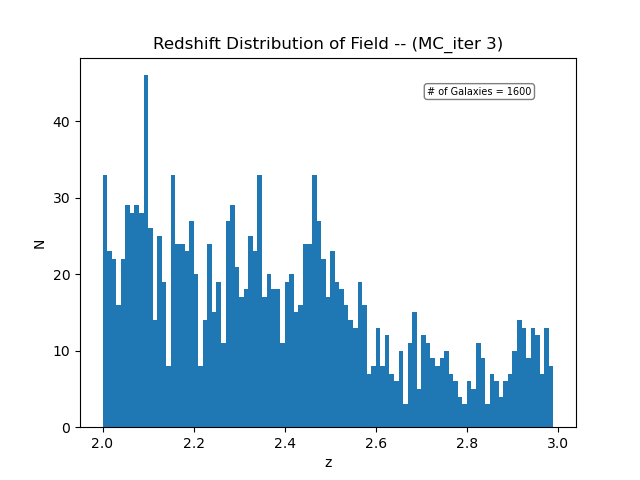 Redshift Distribution of Field -- (MC_iter 3)
# of Galaxies = 1600
40
30
20
10
0
N
2.0 2.2 2.4 2.6 2.8 3.0
z